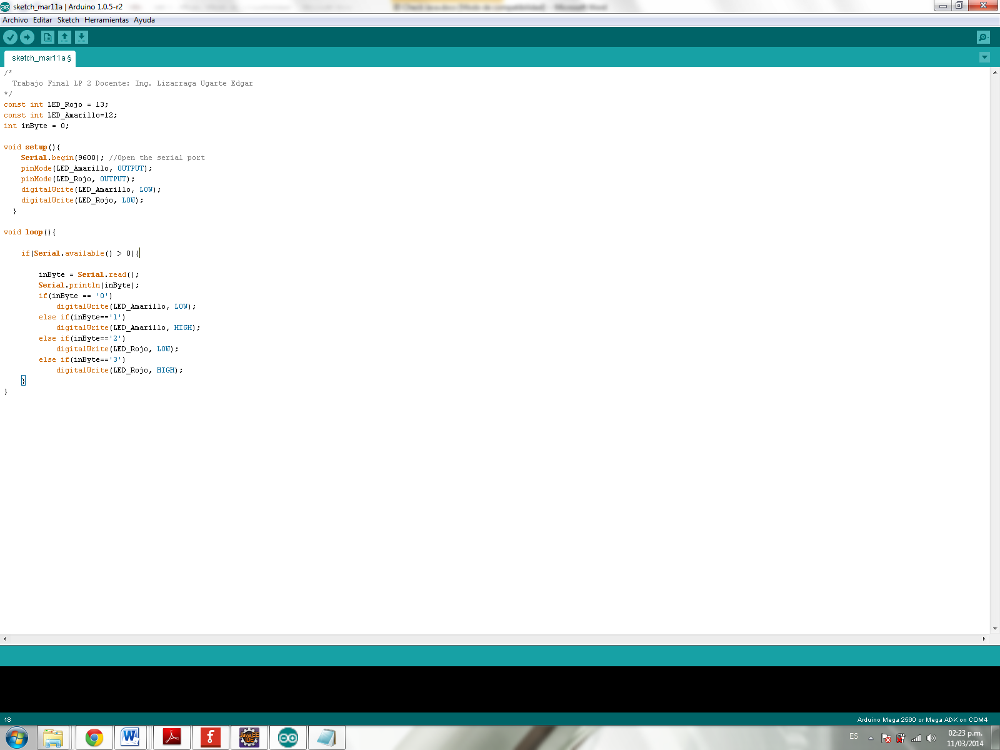 sketch_mar11a | Arduino 1.0.5-r2
Archivo Editar Sketch Herramientas Ayuda
sketch_mar11a §
/*
  Trabajo Final LP 2 Docente: Ing. Lizarraga Ugarte Edgar
*/
const int LED_Rojo = 13;
const int LED_Amarillo=12;
int inByte = 0;
void setup(){
    Serial.begin(9600); //Open the serial port
    pinMode(LED_Amarillo, OUTPUT);
    pinMode(LED_Rojo, OUTPUT);
    digitalWrite(LED_Amarillo, LOW);
    digitalWrite(LED_Rojo, LOW);
  }
void loop(){
    if(Serial.available() > 0){
        inByte = Serial.read();
        Serial.println(inByte);
        if(inByte == '0')
            digitalWrite(LED_Amarillo, LOW);
        else if(inByte=='1')
            digitalWrite(LED_Amarillo, HIGH);
        else if(inByte=='2')
            digitalWrite(LED_Rojo, LOW);
        else if(inByte=='3')
            digitalWrite(LED_Rojo, HIGH);
    }
}
18
Arduino Mega 2560 or Mega ADK on COM4
Java EE
IDE
ES
02:23 p.m.
11/03/2014